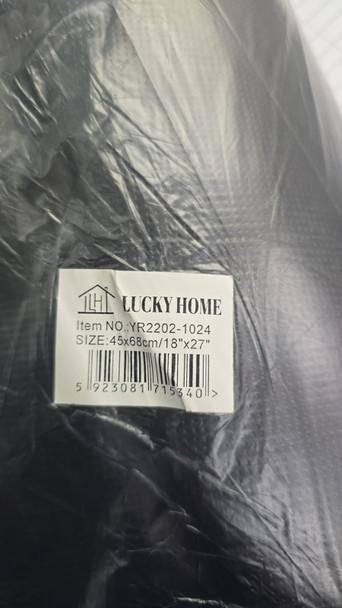 LH LUCKY HOME
Item NO.:YR2202-1024
SIZE:45x68cm/18"x27"
5 923081 715340 >